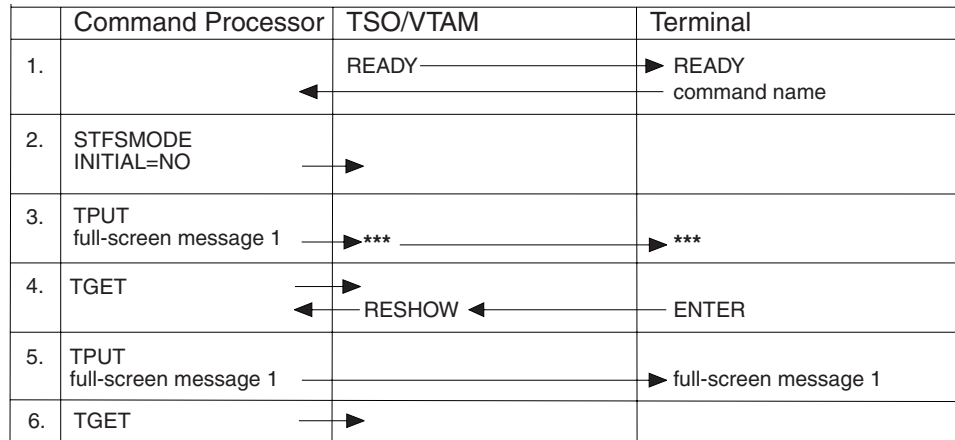 Command Processor TSO/VTAM Terminal
1. READY READY
command name
2. STFSMODE
INITIAL=NO
3. TPUT
full-screen message 1 *** ***
4. TGET
RESHOW ENTER
5. TPUT
full-screen message 1 full-screen message 1
6. TGET